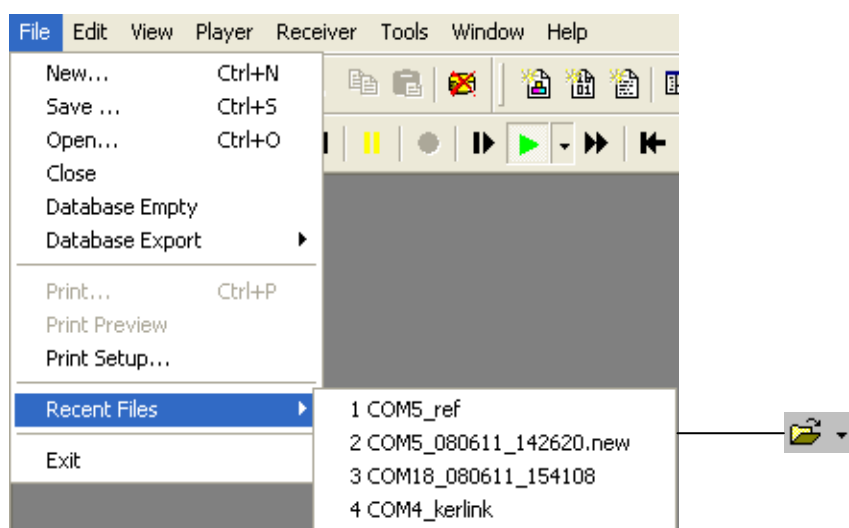 File Edit View Player Receiver Tools Window Help
New... Ctrl+N
Save ... Ctrl+S
Open... Ctrl+O
Close
Database Empty
Database Export
Print... Ctrl+P
Print Preview
Print Setup...
Recent Files
1 COM5_ref
2 COM5_080611_142620.new
3 COM18_080611_154108
4 COM4_kerlink
Exit